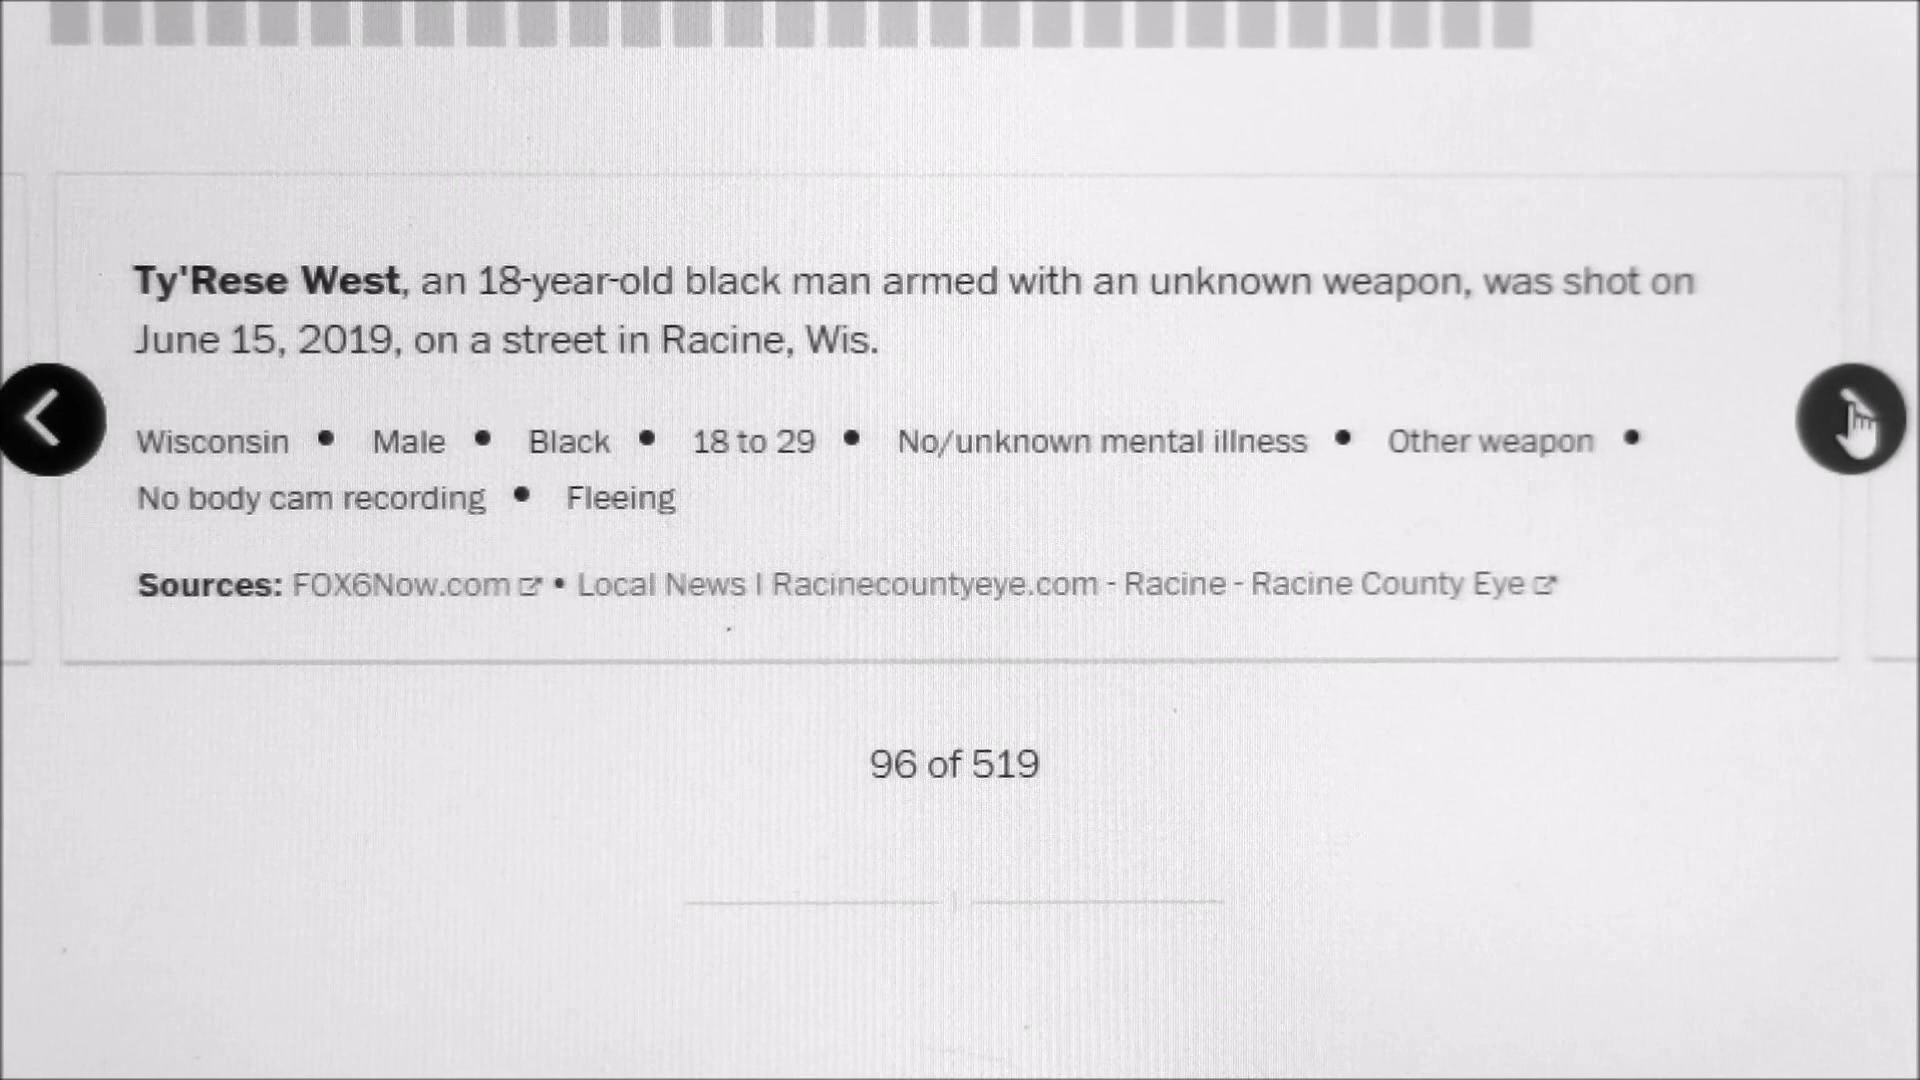 Ty'Rese West, an 18-year-old black man armed with an unknown weapon, was shot on
June 15, 2019, on a street in Racine, Wis.
Wisconsin • Male • Black • 18 to 29 • No/unknown mental illness • Other weapon •
No body cam recording • Fleeing
Sources: FOX6Now.com • Local News | Racinecountyeye.com - Racine - Racine County Eye
96 of 519